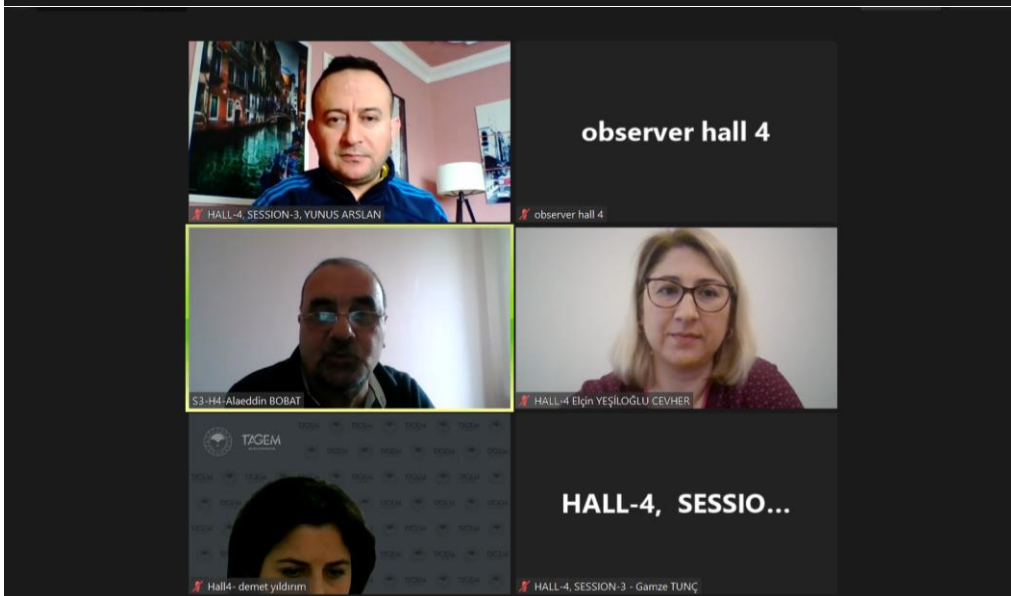 HALL-4, SESSION-3, YUNUS ARSLAN
observer hall 4
observer hall 4
S3-H4-Alaeddin BOBAT
HALL-4 Elçin YEŞİLOĞLU CEVHER
TAGEM
Hall4- demet yıldırım
HALL-4, SESSIO...
HALL-4, SESSION-3 - Gamze TUNÇ